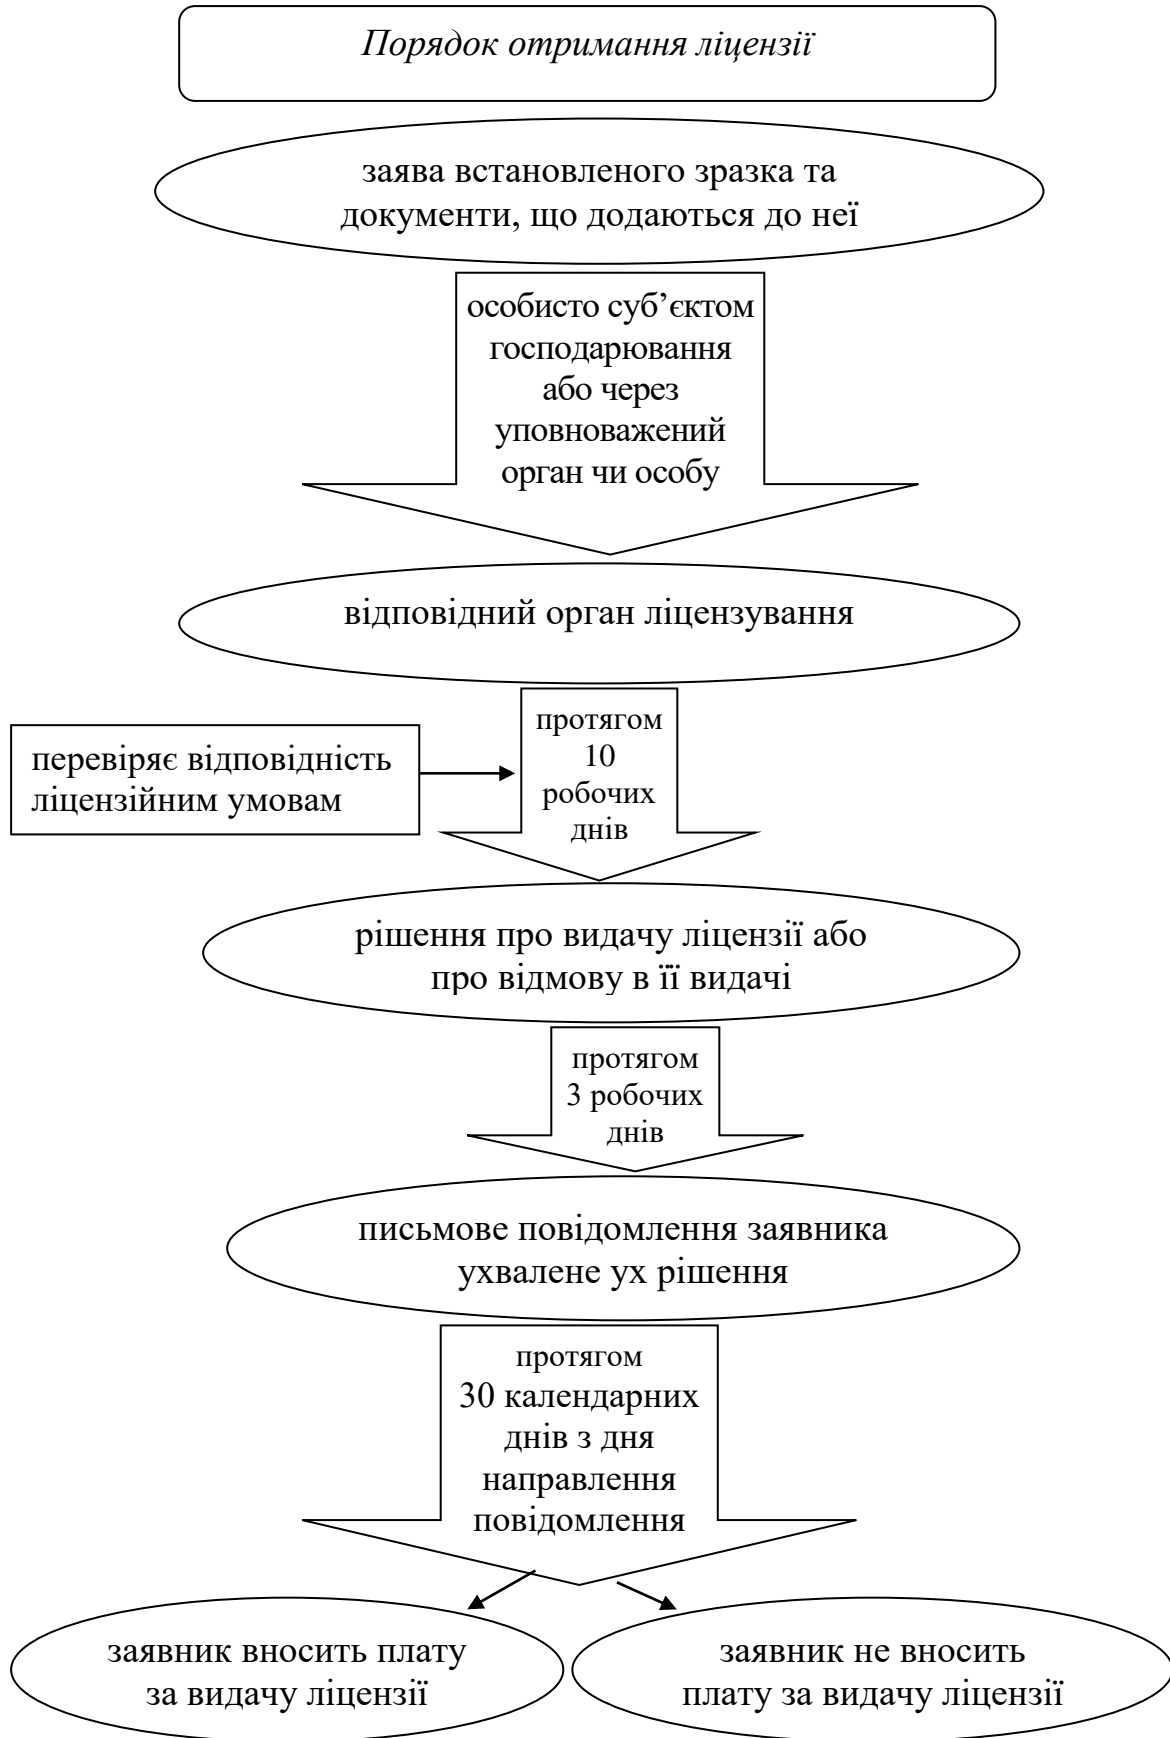 Порядок отримання ліцензії
заява встановленого зразка та
документи, що додаються до неї
особисто суб’єктом
господарювання
або через
уповноважений
орган чи особу
відповідний орган ліцензування
перевіряє відповідність
ліцензійним умовам
протягом
10
робочих
днів
рішення про видачу ліцензії або
про відмову в її видачі
протягом
3 робочих
днів
письмове повідомлення заявника
ухвалене ух рішення
протягом
30 календарних
днів з дня
направлення
повідомлення
заявник вносить плату
за видачу ліцензії
заявник не вносить
плату за видачу ліцензії